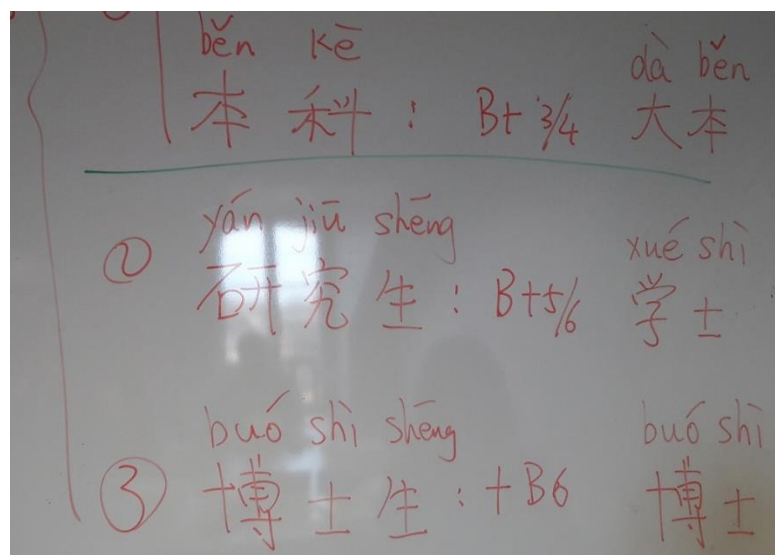 běn kē dà běn
本科: B+3/4 大本
yán jiū shēng xué shì
② 研究生: B+5/6 学士
buó shì shēng buó shì
③ 博士生: +B6 博士